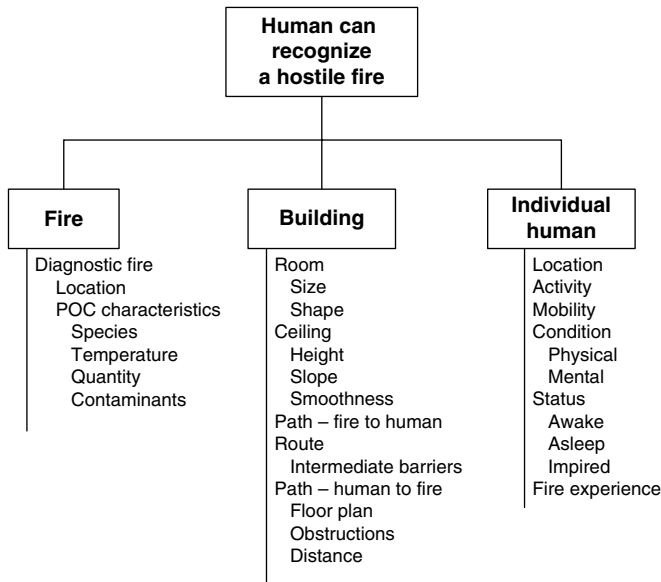 Human can
recognize
a hostile fire
Fire
Diagnostic fire
Location
POC characteristics
Species
Temperature
Quantity
Contaminants
Building
Room
Size
Shape
Ceiling
Height
Slope
Smoothness
Path – fire to human
Route
Intermediate barriers
Path – human to fire
Floor plan
Obstructions
Distance
Individual
human
Location
Activity
Mobility
Condition
Physical
Mental
Status
Awake
Asleep
Impired
Fire experience